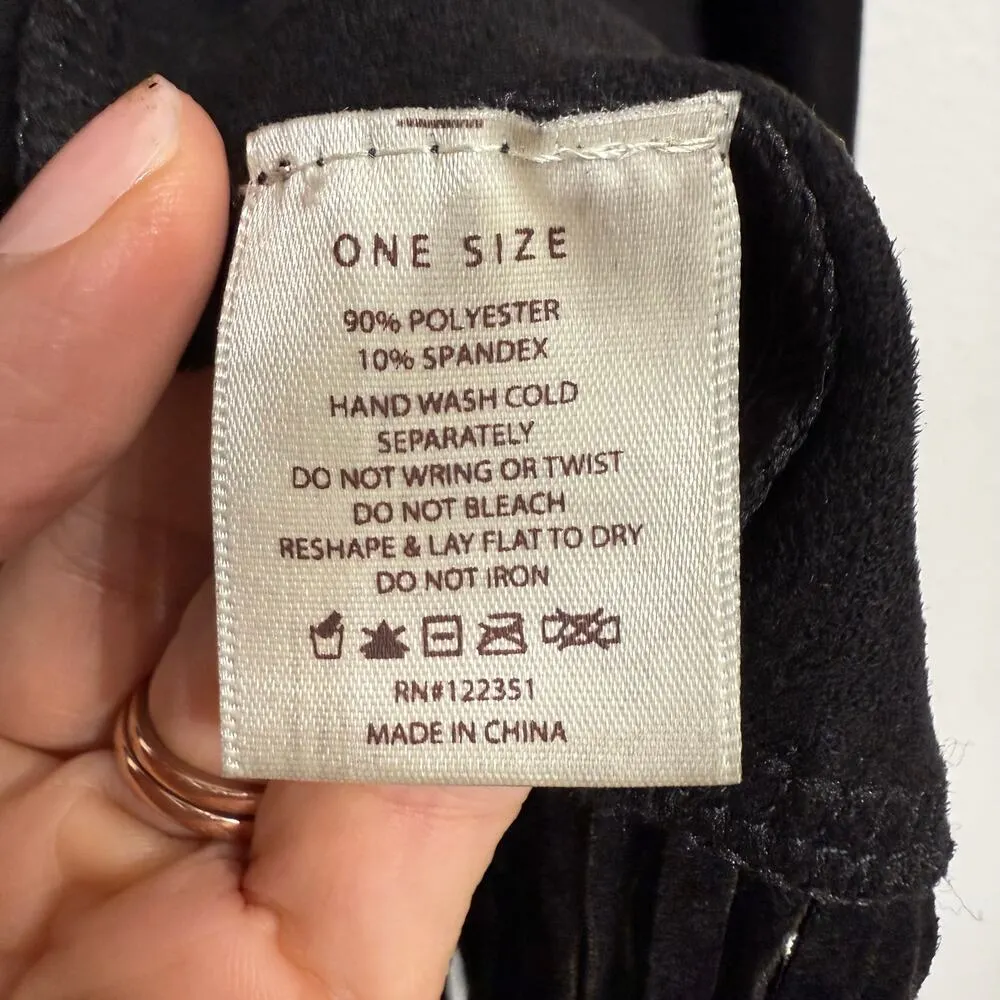 ONE SIZE
90% POLYESTER
10% SPANDEX
HAND WASH COLD
SEPARATELY
DO NOT WRING OR TWIST
DO NOT BLEACH
RESHAPE & LAY FLAT TO DRY
DO NOT IRON
RN#122351
MADE IN CHINA